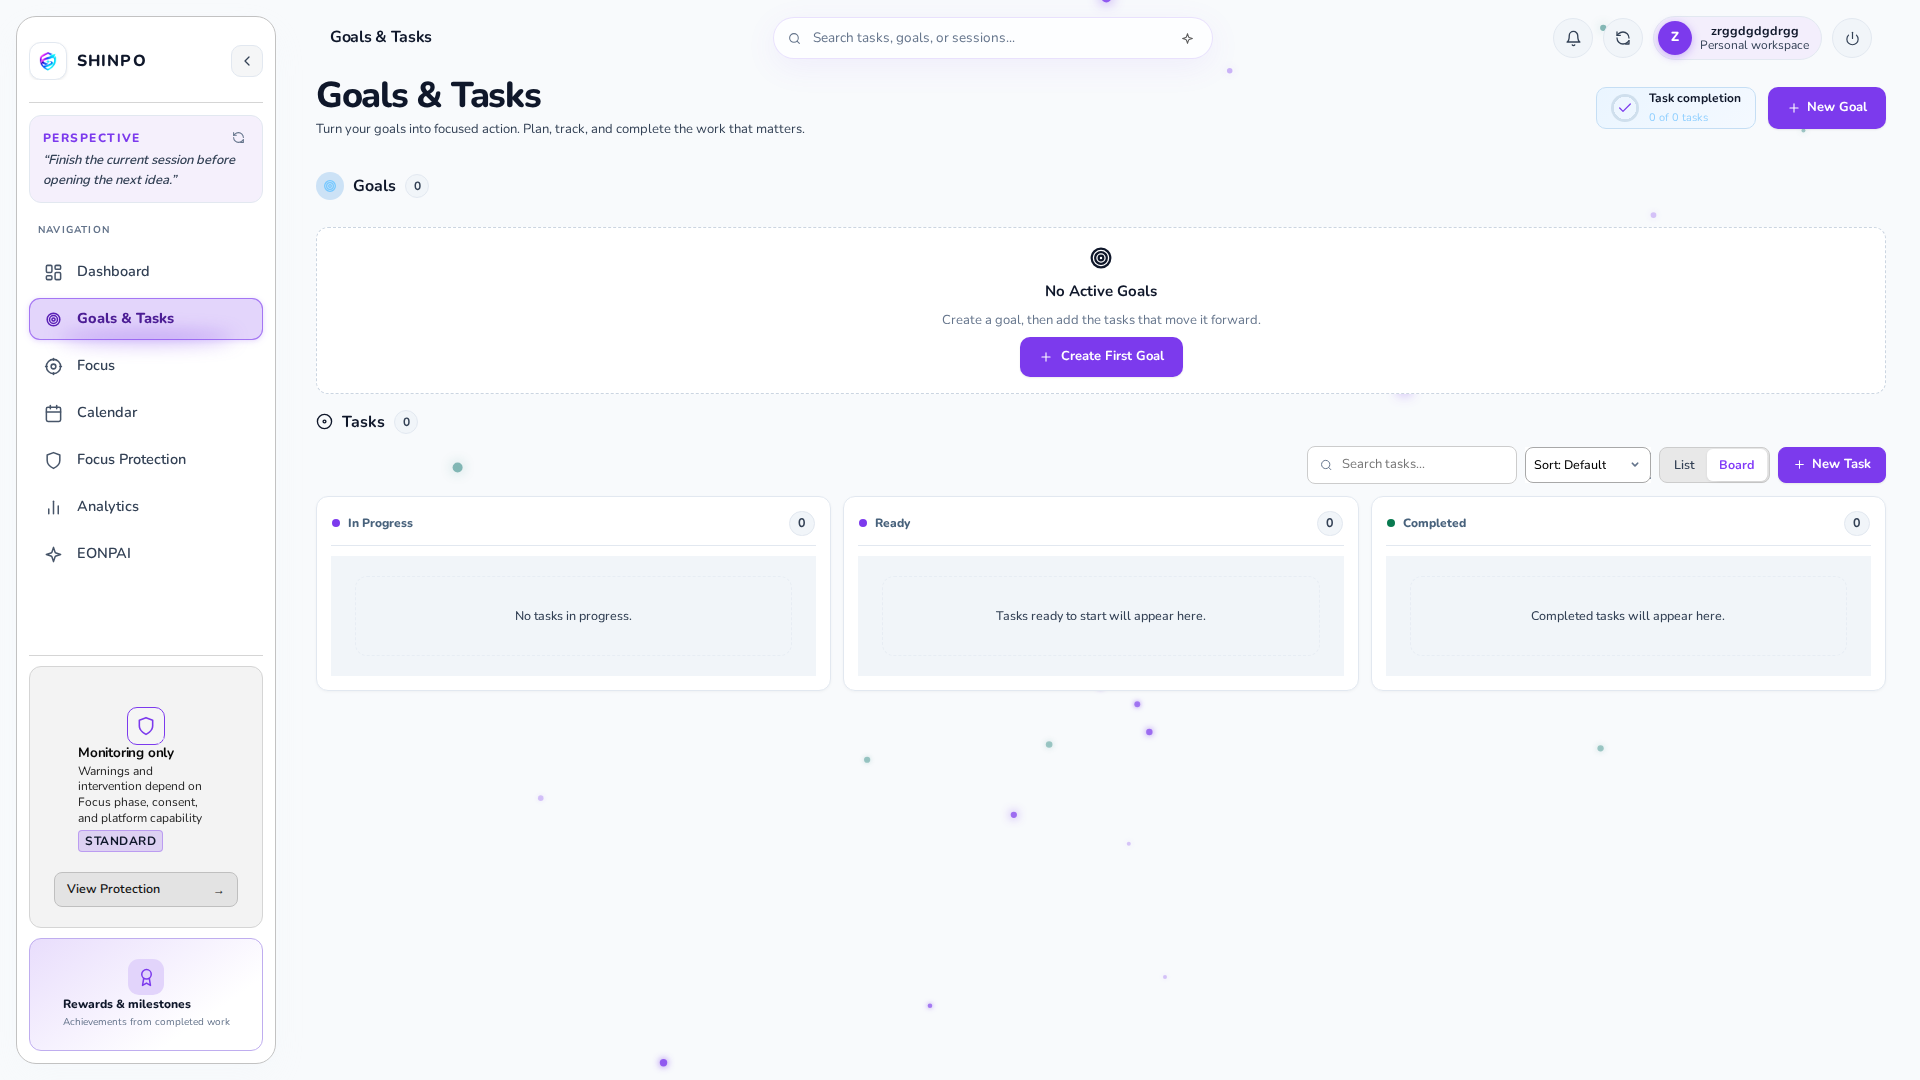 SHINPO
PERSPECTIVE
“Finish the current session before
opening the next idea.”
NAVIGATION
Dashboard
Goals & Tasks
Focus
Calendar
Focus Protection
Analytics
EONPAI
Monitoring only
Warnings and
intervention depend on
Focus phase, consent,
and platform capability
STANDARD
View Protection →
Rewards & milestones
Achievements from completed work
Goals & Tasks
Search tasks, goals, or sessions...
Z
zrggdgdgdrgg
Personal workspace
Goals & Tasks
Turn your goals into focused action. Plan, track, and complete the work that matters.
Task completion
0 of 0 tasks
New Goal
Goals 0
No Active Goals
Create a goal, then add the tasks that move it forward.
Create First Goal
Tasks 0
Search tasks...
Sort: Default
List
Board
New Task
In Progress 0
No tasks in progress.
Ready 0
Tasks ready to start will appear here.
Completed 0
Completed tasks will appear here.